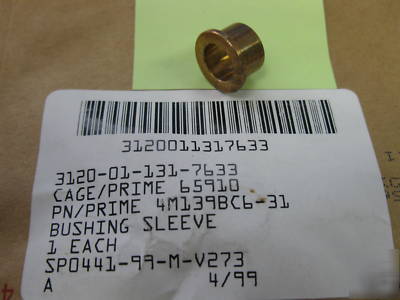 3120011317633
3120-01-131-7633
CAGE/PRIME 65910
PN/PRIME 4M139BC6-31
BUSHING SLEEVE
1 EACH
SP0441-99-M-V273
A 4/99